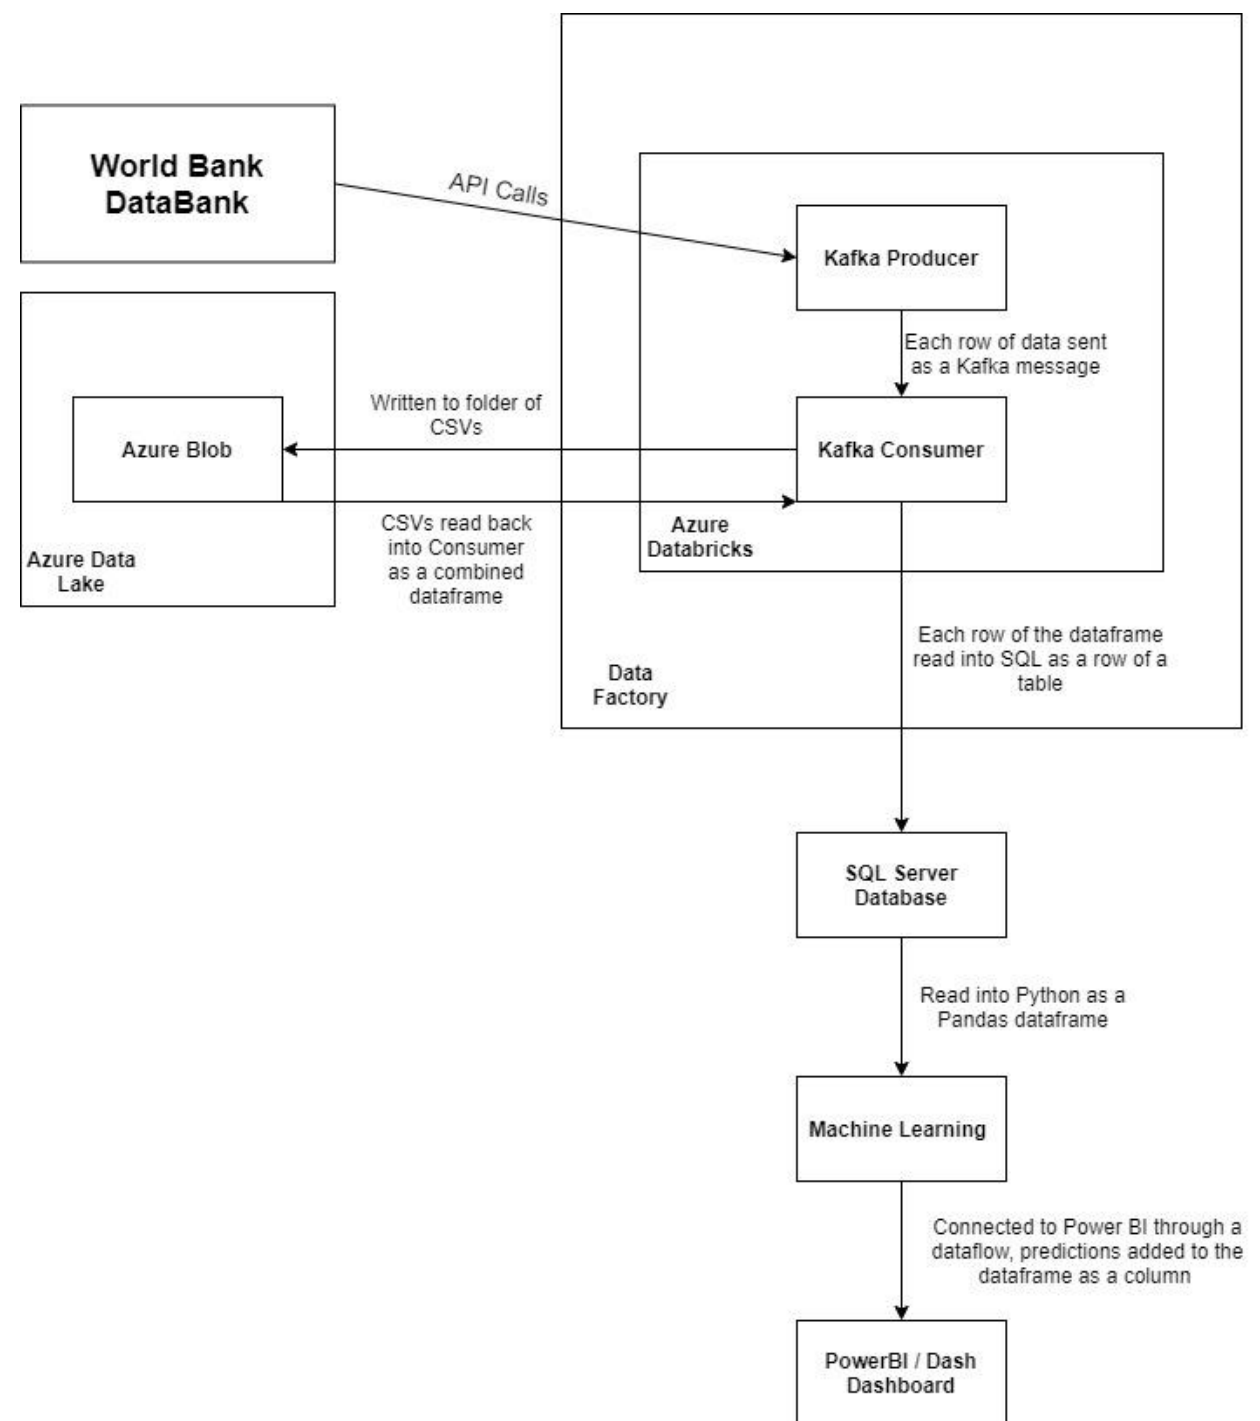 World Bank
DataBank
API Calls
Kafka Producer
Each row of data sent
as a Kafka message
Written to folder of
CSVs
Azure Blob
Kafka Consumer
CSVs read back
into Consumer
as a combined
dataframe
Azure Data
Lake
Azure
Databricks
Each row of the dataframe
read into SQL as a row of a
table
Data
Factory
SQL Server
Database
Read into Python as a
Pandas dataframe
Machine Learning
Connected to Power BI through a
dataflow, predictions added to the
dataframe as a column
PowerBI / Dash
Dashboard